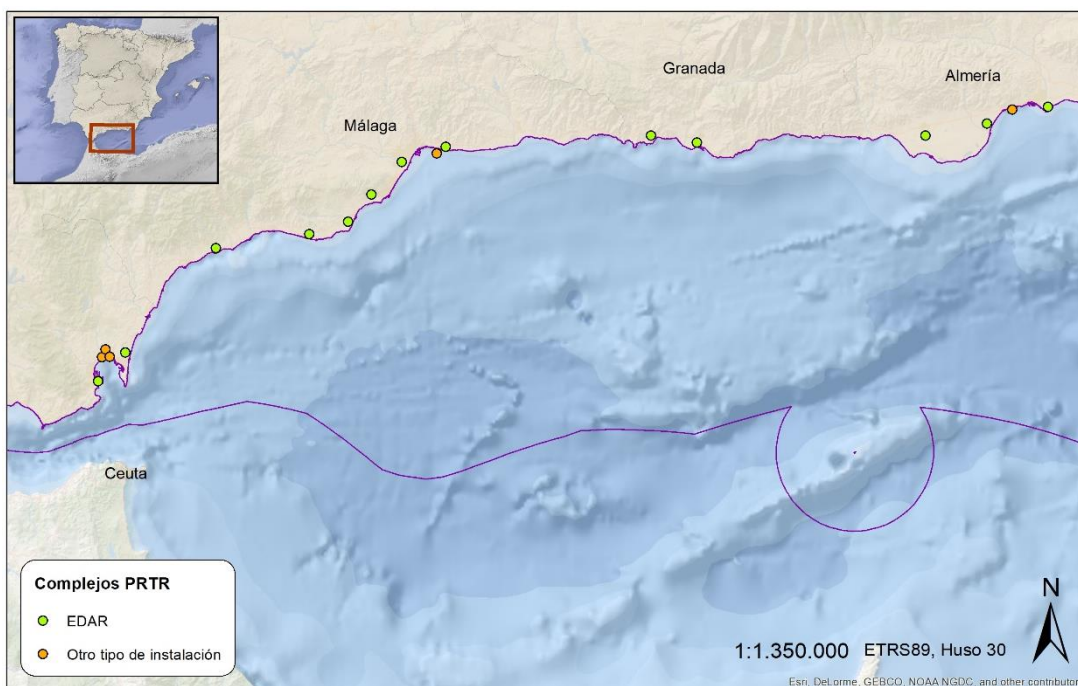 Granada
Almería
Málaga
Ceuta
Complejos PRTR
EDAR
Otro tipo de instalación
N
1:1.350.000 ETRS89, Huso 30
Esri, DeLorme, GEBCO, NOAA NGDC, and other contributor